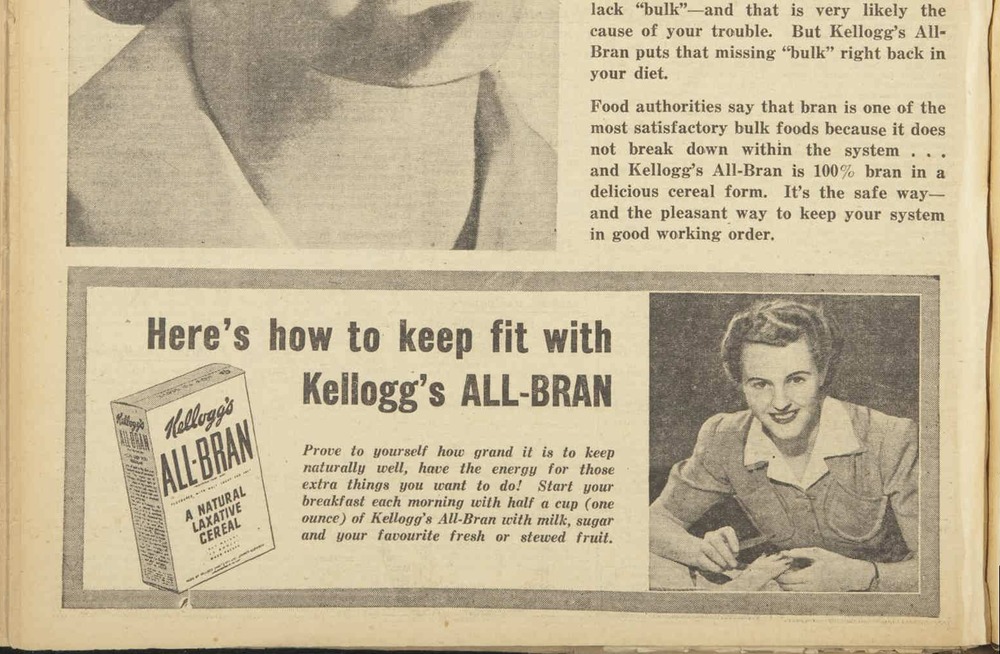 lack “bulk”—and that is very likely the
cause of your trouble. But Kellogg's All-
Bran puts that missing “bulk” right back in
your diet.
Food authorities say that bran is one of the
most satisfactory bulk foods because it does
not break down within the system . . .
and Kellogg's All-Bran is 100% bran in a
delicious cereal form. It's the safe way—
and the pleasant way to keep your system
in good working order.
Here's how to keep fit with
Kellogg's ALL-BRAN
Kellogg's
ALL-BRAN
Kellogg's
ALL-BRAN
A NATURAL
LAXATIVE
CEREAL
Prove to yourself how grand it is to keep
naturally well, have the energy for those
extra things you want to do! Start your
breakfast each morning with half a cup (one
ounce) of Kellogg's All-Bran with milk, sugar
and your favourite fresh or stewed fruit.